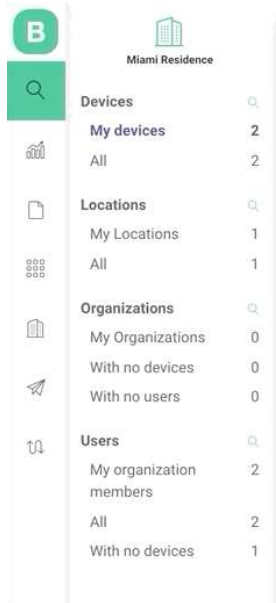 B
Miami Residence
Devices
My devices 2
All 2
Locations
My Locations 1
All 1
Organizations
My Organizations 0
With no devices 0
With no users 0
Users
My organization 2
members
All 2
With no devices 1